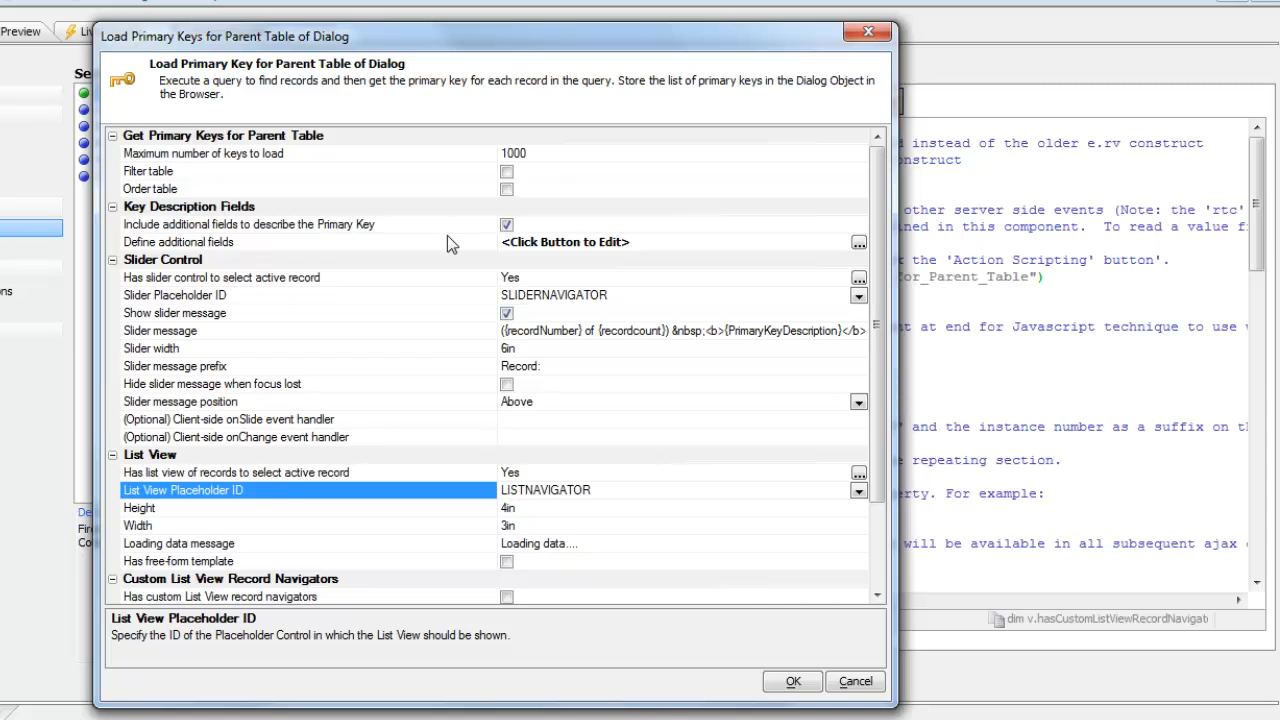 Preview
Li
Load Primary Keys for Parent Table of Dialog
Load Primary Key for Parent Table of Dialog
Execute a query to find records and then get the primary key for each record in the query. Store the list of primary keys in the Dialog Object in
the Browser.
Se
Get Primary Keys for Parent Table
Maximum number of keys to load 1000
Filter table
Order table
Key Description Fields
Include additional fields to describe the Primary Key
Define additional fields <Click Button to Edit> ...
Slider Control
Has slider control to select active record Yes ...
Slider Placeholder ID SLIDERNAVIGATOR
Show slider message
Slider message ({recordNumber} of {recordcount}) &nbsp;<b>{PrimaryKeyDescription}</b>
Slider width 6in
Slider message prefix Record:
Hide slider message when focus lost
Slider message position Above
(Optional) Client-side onSlide event handler
(Optional) Client-side onChange event handler
List View
Has list view of records to select active record Yes ...
List View Placeholder ID LISTNAVIGATOR
Height 4in
Width 3in
Loading data message Loading data....
Has free-form template
Custom List View Record Navigators
Has custom List View record navigators
List View Placeholder ID
Specify the ID of the Placeholder Control in which the List View should be shown.
OK Cancel
ns
De
Fir
Co
instead of the older e.rv construct
onstruct
other server side events (Note: the 'rtc'
ined in this component. To read a value f
the 'Action Scripting' button'.
or_Parent_Table")
t at end for Javascript technique to use
and the instance number as a suffix on th
repeating section.
erty. For example:
will be available in all subsequent ajax
dim v.hasCustomListViewRecordNavigati